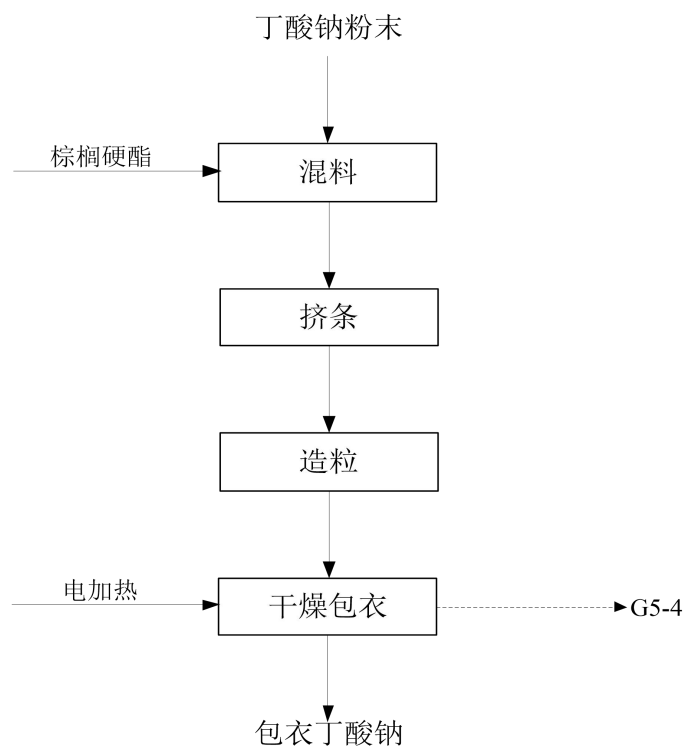 丁酸钠粉末
棕榈硬酯
混料
挤条
造粒
电加热
干燥包衣
G5-4
包衣丁酸钠